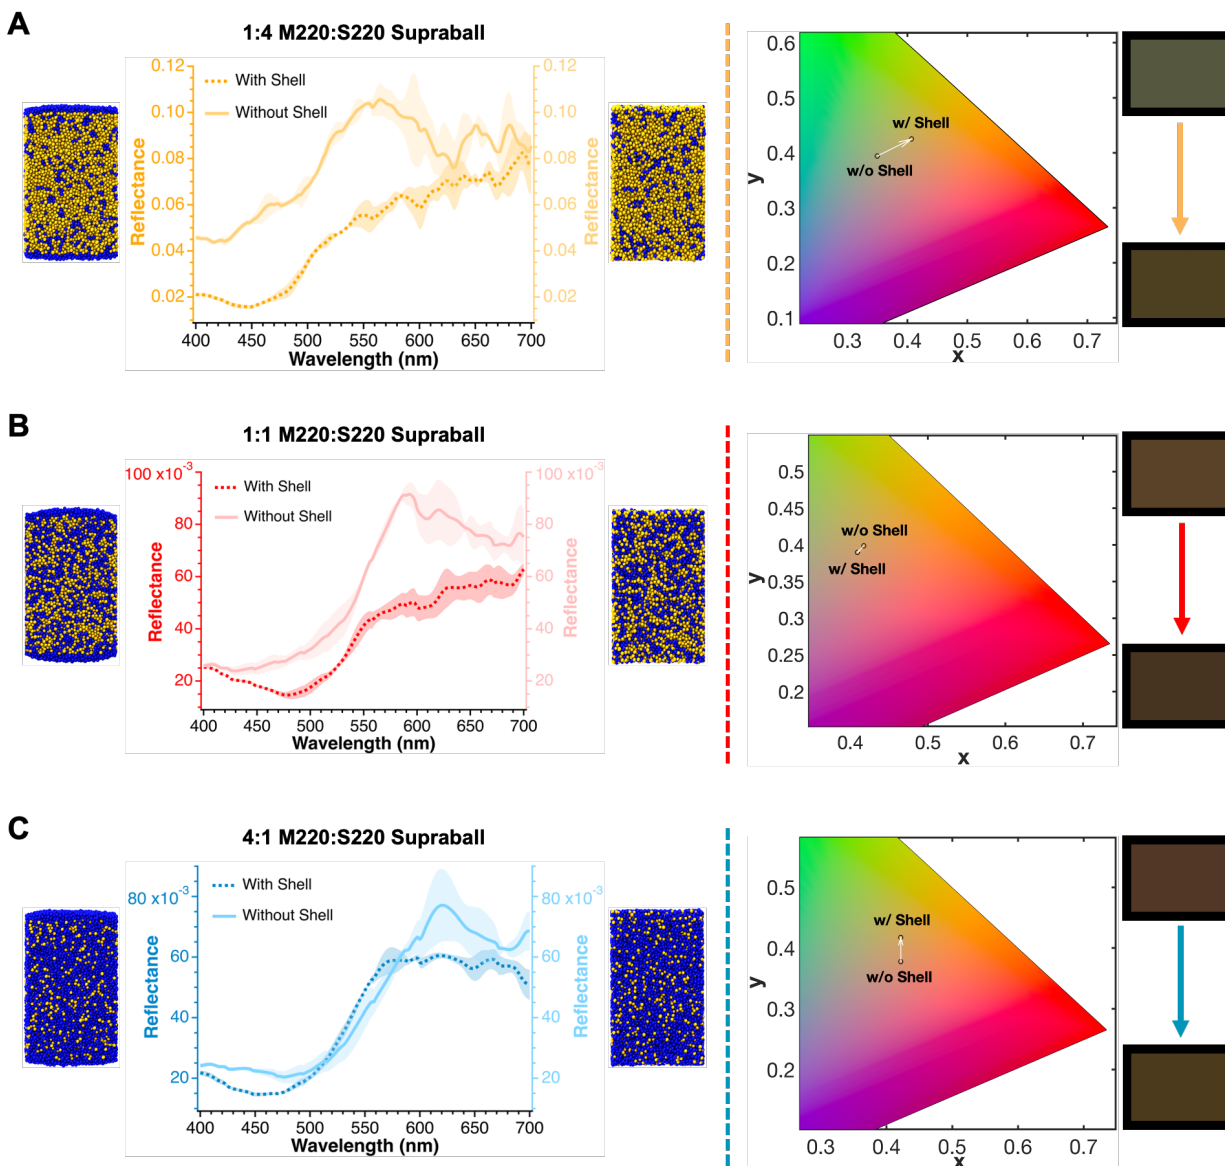 A
1:4 M220:S220 Supraball
With Shell
Without Shell
Reflectance
0.12
0.10
0.08
0.06
0.04
0.02
400 450 500 550 600 650 700
Wavelength (nm)
0.12
0.10
0.08
0.06
0.04
0.02
Reflectance
y
0.6
0.5
0.4
0.3
0.2
0.1
w/ Shell
w/o Shell
0.3 0.4 0.5 0.6 0.7
x
B
1:1 M220:S220 Supraball
With Shell
Without Shell
Reflectance
100 x10-3
80
60
40
20
400 450 500 550 600 650 700
Wavelength (nm)
100 x10-3
80
60
40
20
Reflectance
y
0.5
0.45
0.4
0.35
0.3
0.25
0.2
w/o Shell
w/ Shell
0.4 0.5 0.6 0.7
x
C
4:1 M220:S220 Supraball
With Shell
Without Shell
Reflectance
80 x10-3
60
40
20
400 450 500 550 600 650 700
Wavelength (nm)
80 x10-3
60
40
20
Reflectance
y
0.5
0.4
0.3
0.2
w/ Shell
w/o Shell
0.3 0.4 0.5 0.6 0.7
x